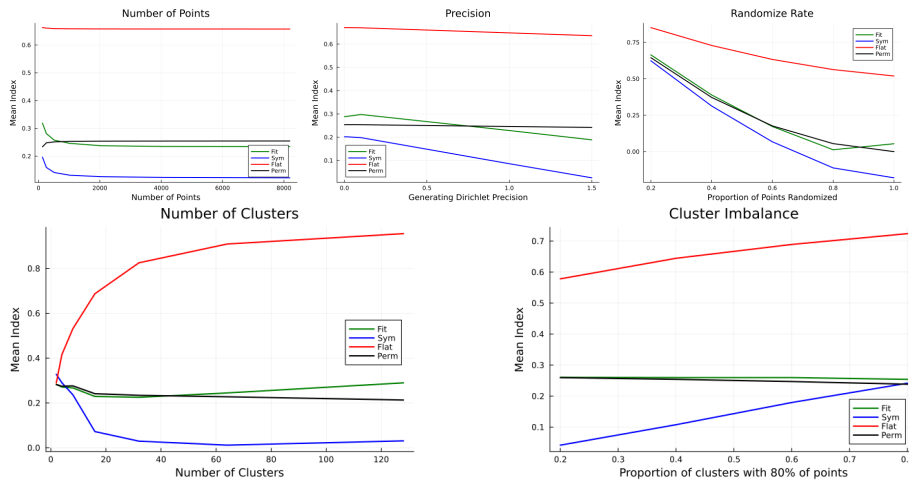 Number of Points
Mean Index
0.6
0.5
0.4
0.3
0.2
Fit
Sym
Flat
Perm
0 2000 4000 6000 8000
Number of Points
Precision
Mean Index
0.6
0.5
0.4
0.3
0.2
0.1
Fit
Sym
Flat
Perm
0.0 0.5 1.0 1.5
Generating Dirichlet Precision
Randomize Rate
Mean Index
0.75
0.50
0.25
0.00
Fit
Sym
Flat
Perm
0.2 0.4 0.6 0.8 1.0
Proportion of Points Randomized
Number of Clusters
Mean Index
0.8
0.6
0.4
0.2
0.0
Fit
Sym
Flat
Perm
0 20 40 60 80 100 120
Number of Clusters
Cluster Imbalance
Mean Index
0.7
0.6
0.5
0.4
0.3
0.2
0.1
Fit
Sym
Flat
Perm
0.2 0.3 0.4 0.5 0.6 0.7
Proportion of clusters with 80% of points